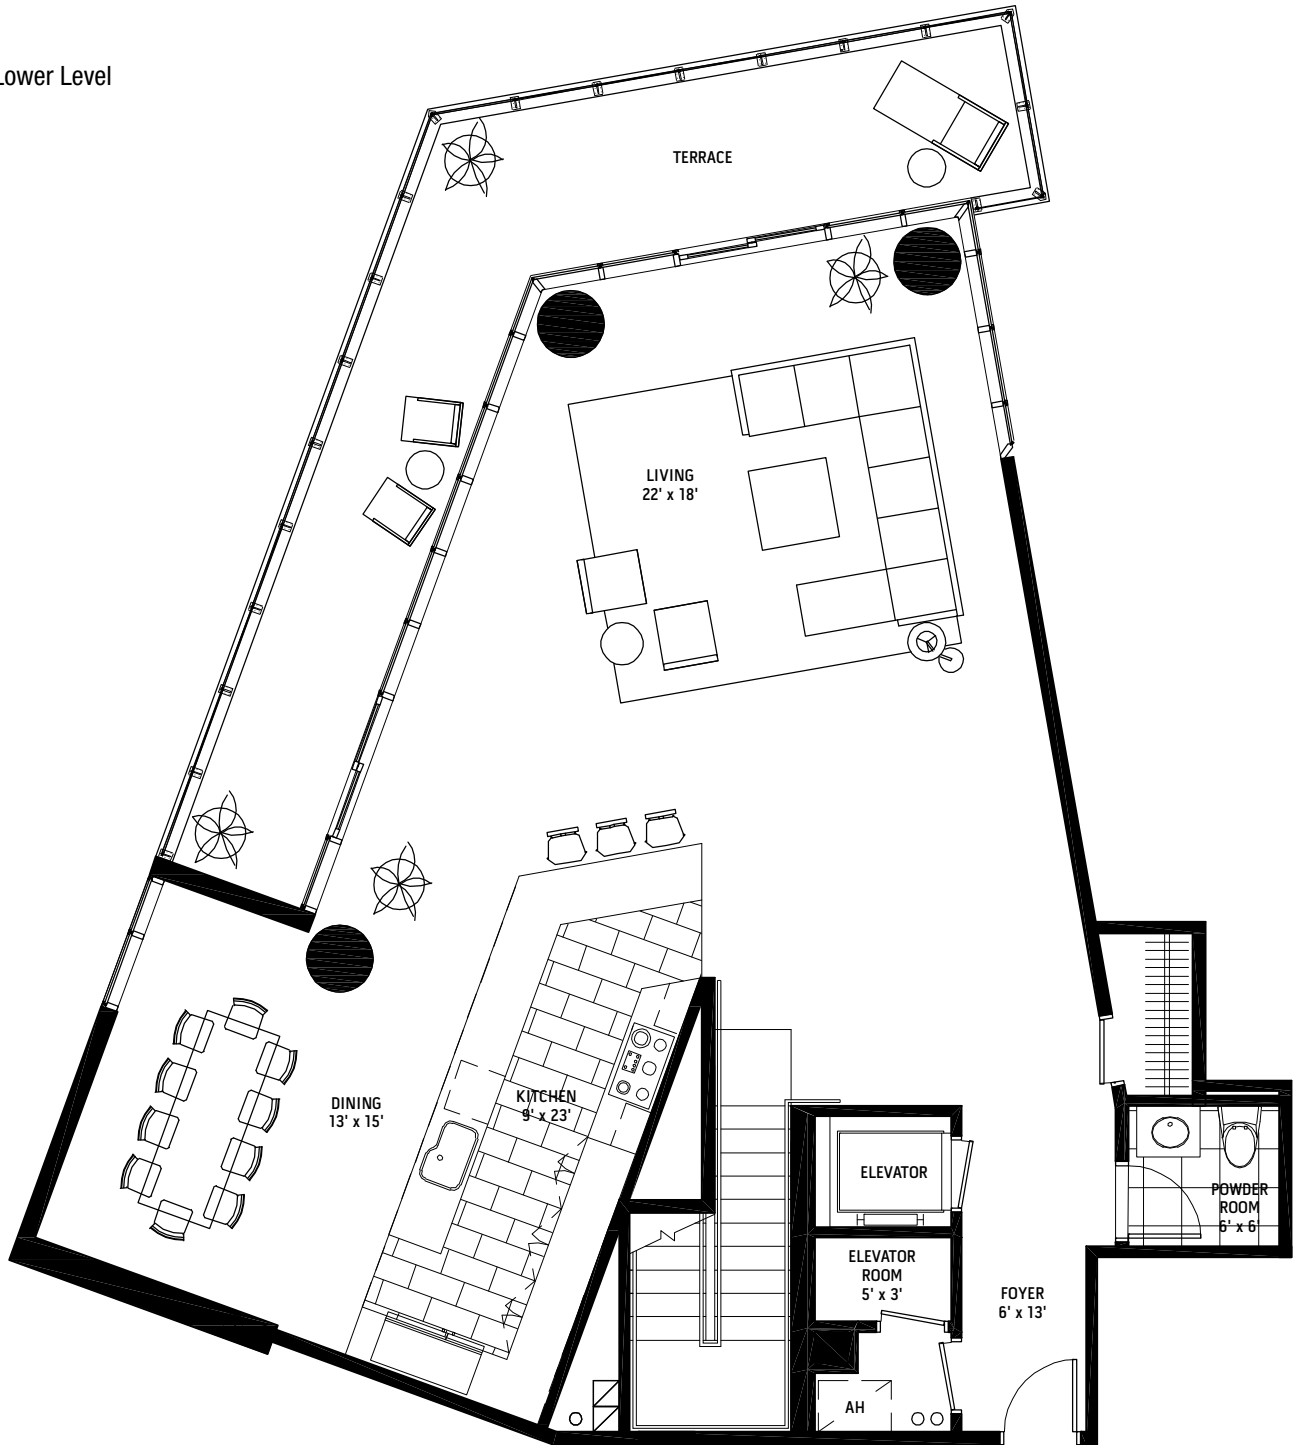 Lower Level
TERRACE
LIVING
22' x 18'
DINING
13' x 15'
KITCHEN
9' x 23'
ELEVATOR
POWDER
ROOM
6' x 6'
ELEVATOR
ROOM
5' x 3'
FOYER
6' x 13'
AH